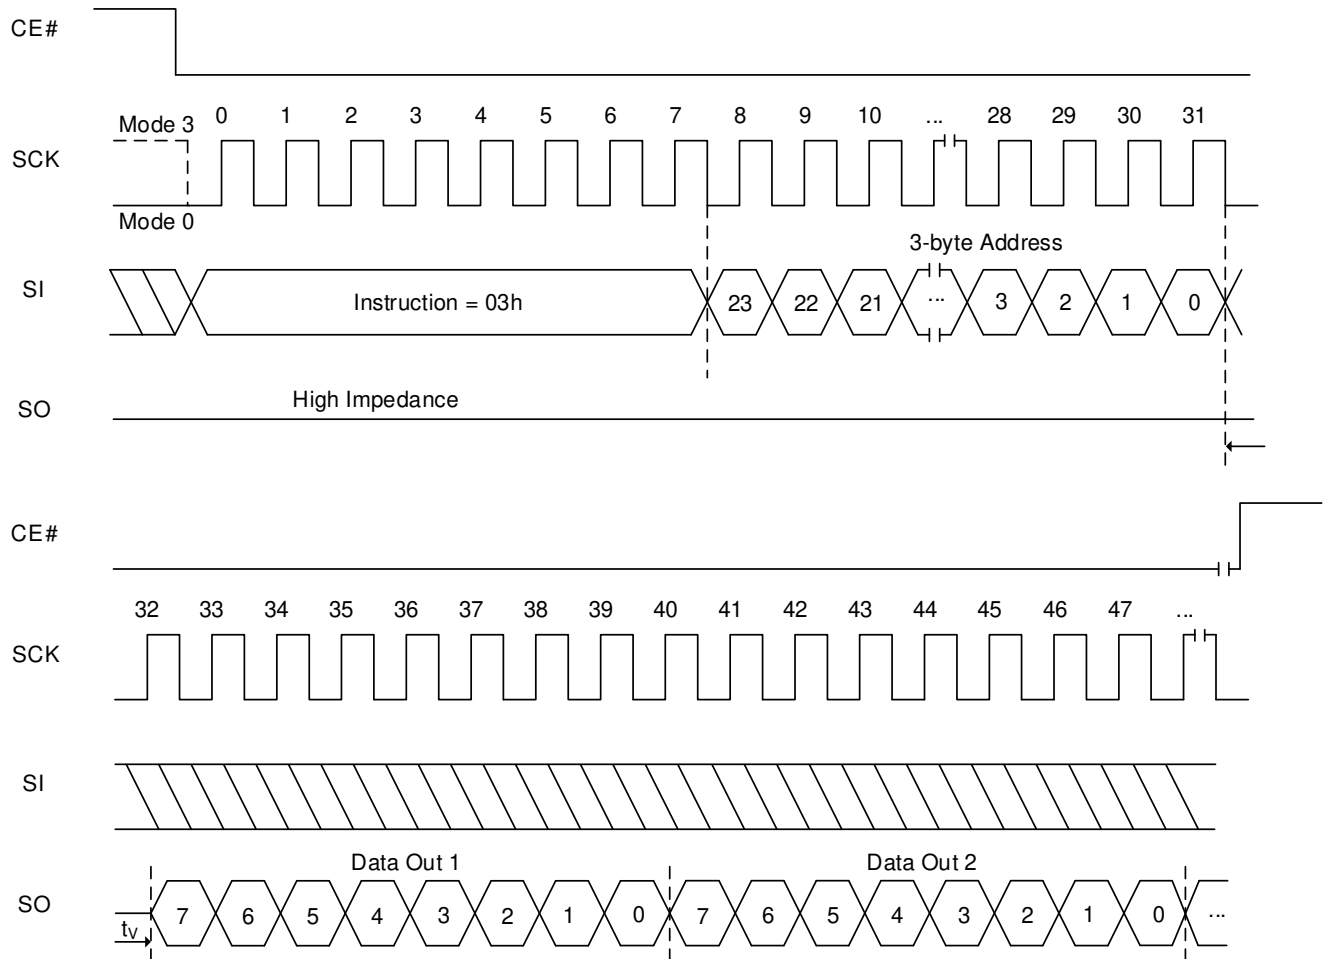 CE#
0 1 2 3 4 5 6 7 8 9 10 ... 28 29 30 31
Mode 3
SCK
Mode 0
3-byte Address
SI
Instruction = 03h 23 22 21 ... 3 2 1 0
High Impedance
SO
CE#
32 33 34 35 36 37 38 39 40 41 42 43 44 45 46 47 ...
SCK
SI
Data Out 1 Data Out 2
SO
7 6 5 4 3 2 1 0 7 6 5 4 3 2 1 0 ...
tV